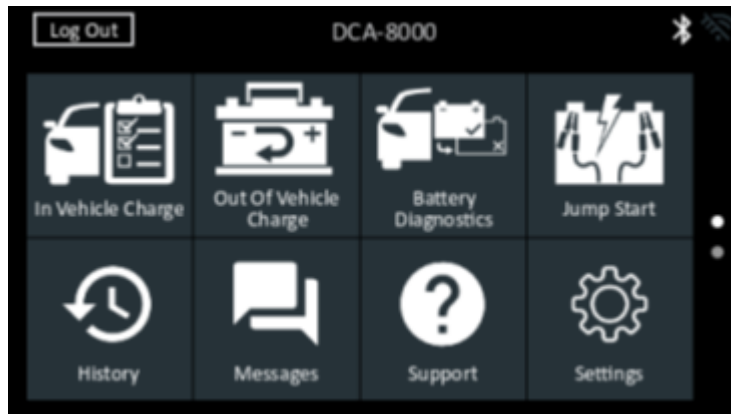 Log Out
DCA-8000
In Vehicle Charge
Out Of Vehicle
Charge
Battery
Diagnostics
Jump Start
History
Messages
Support
Settings